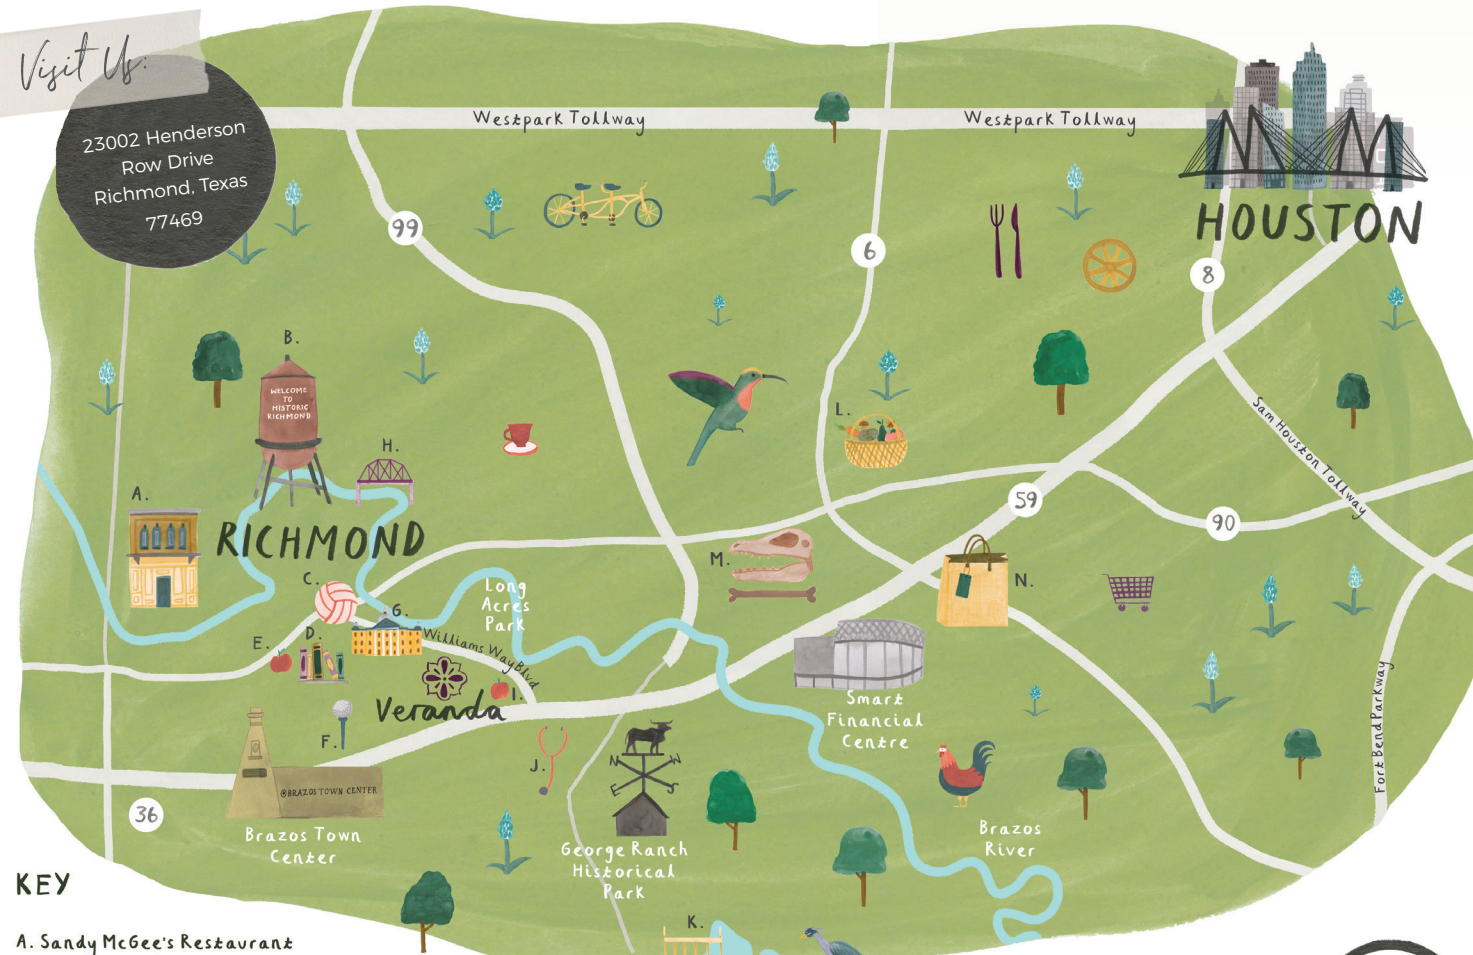 Visit Us:
23002 Henderson
Row Drive
Richmond, Texas
77469
Westpark Tollway
Westpark Tollway
HOUSTON
99
6
8
B.
WELCOME
TO
HISTORIC
RICHMOND
L.
H.
Sam Houston Tollway
A.
RICHMOND
59
90
M.
N.
C.
Long
Acres
Park
G.
Williams Way Blvd
E.
D.
I.
Veranda
F.
Smart
Financial
Centre
Fort Bend Parkway
J.
N
W
E
S
@BRAZOS TOWN CENTER
36
Brazos Town
Center
George Ranch
Historical
Park
Brazos
River
KEY
K.
A. Sandy McGee's Restaurant